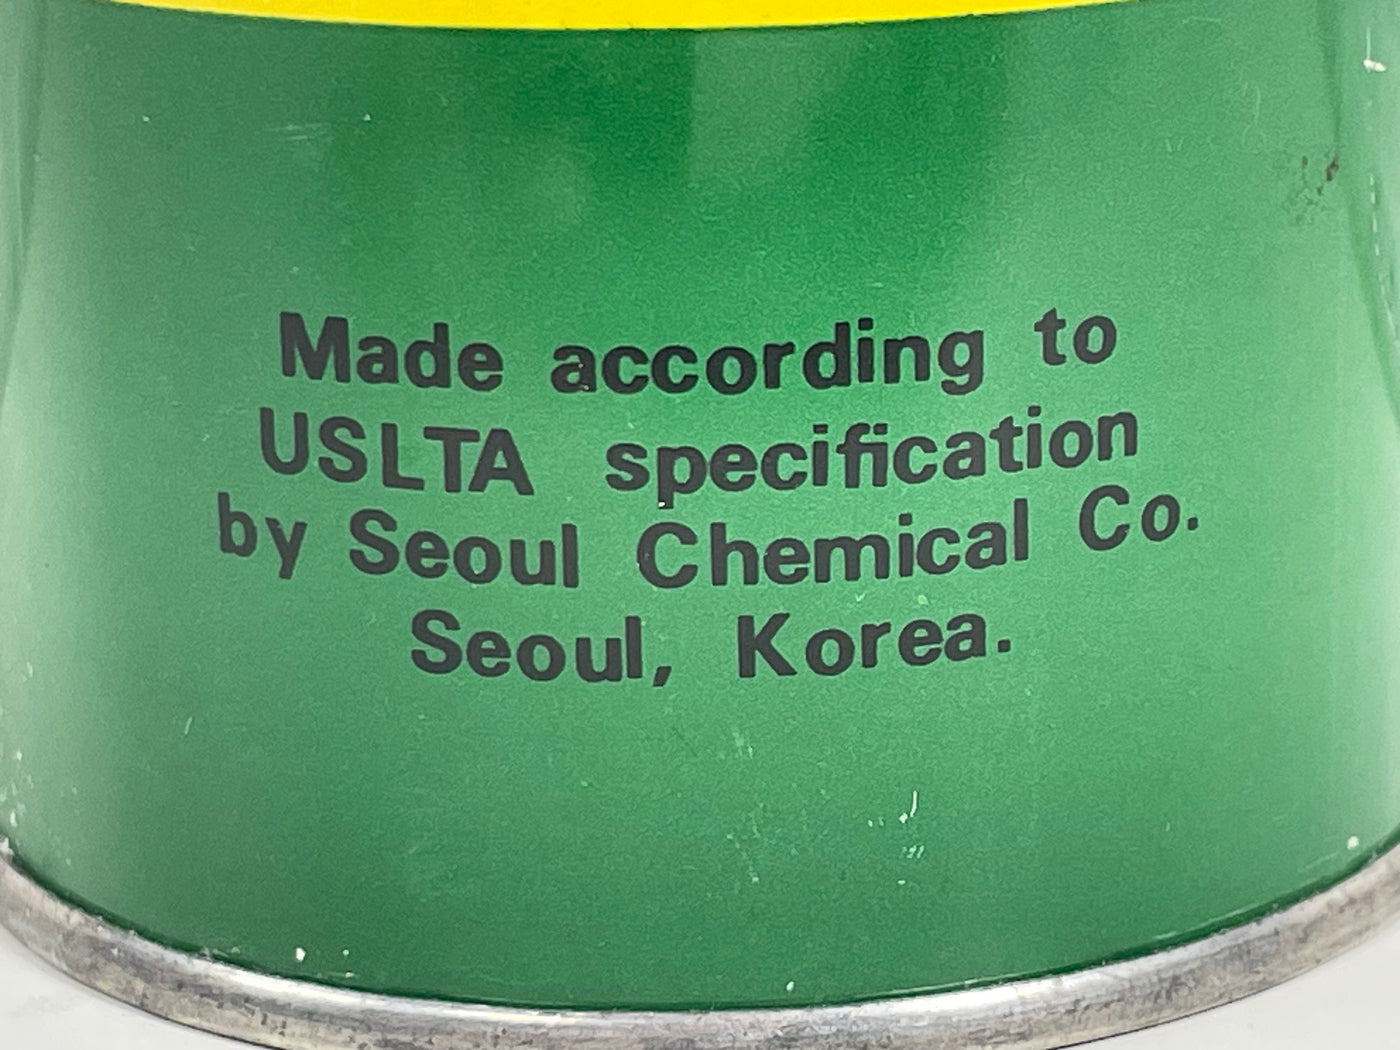 Made according to
USLTA specification
by Seoul Chemical Co.
Seoul, Korea.